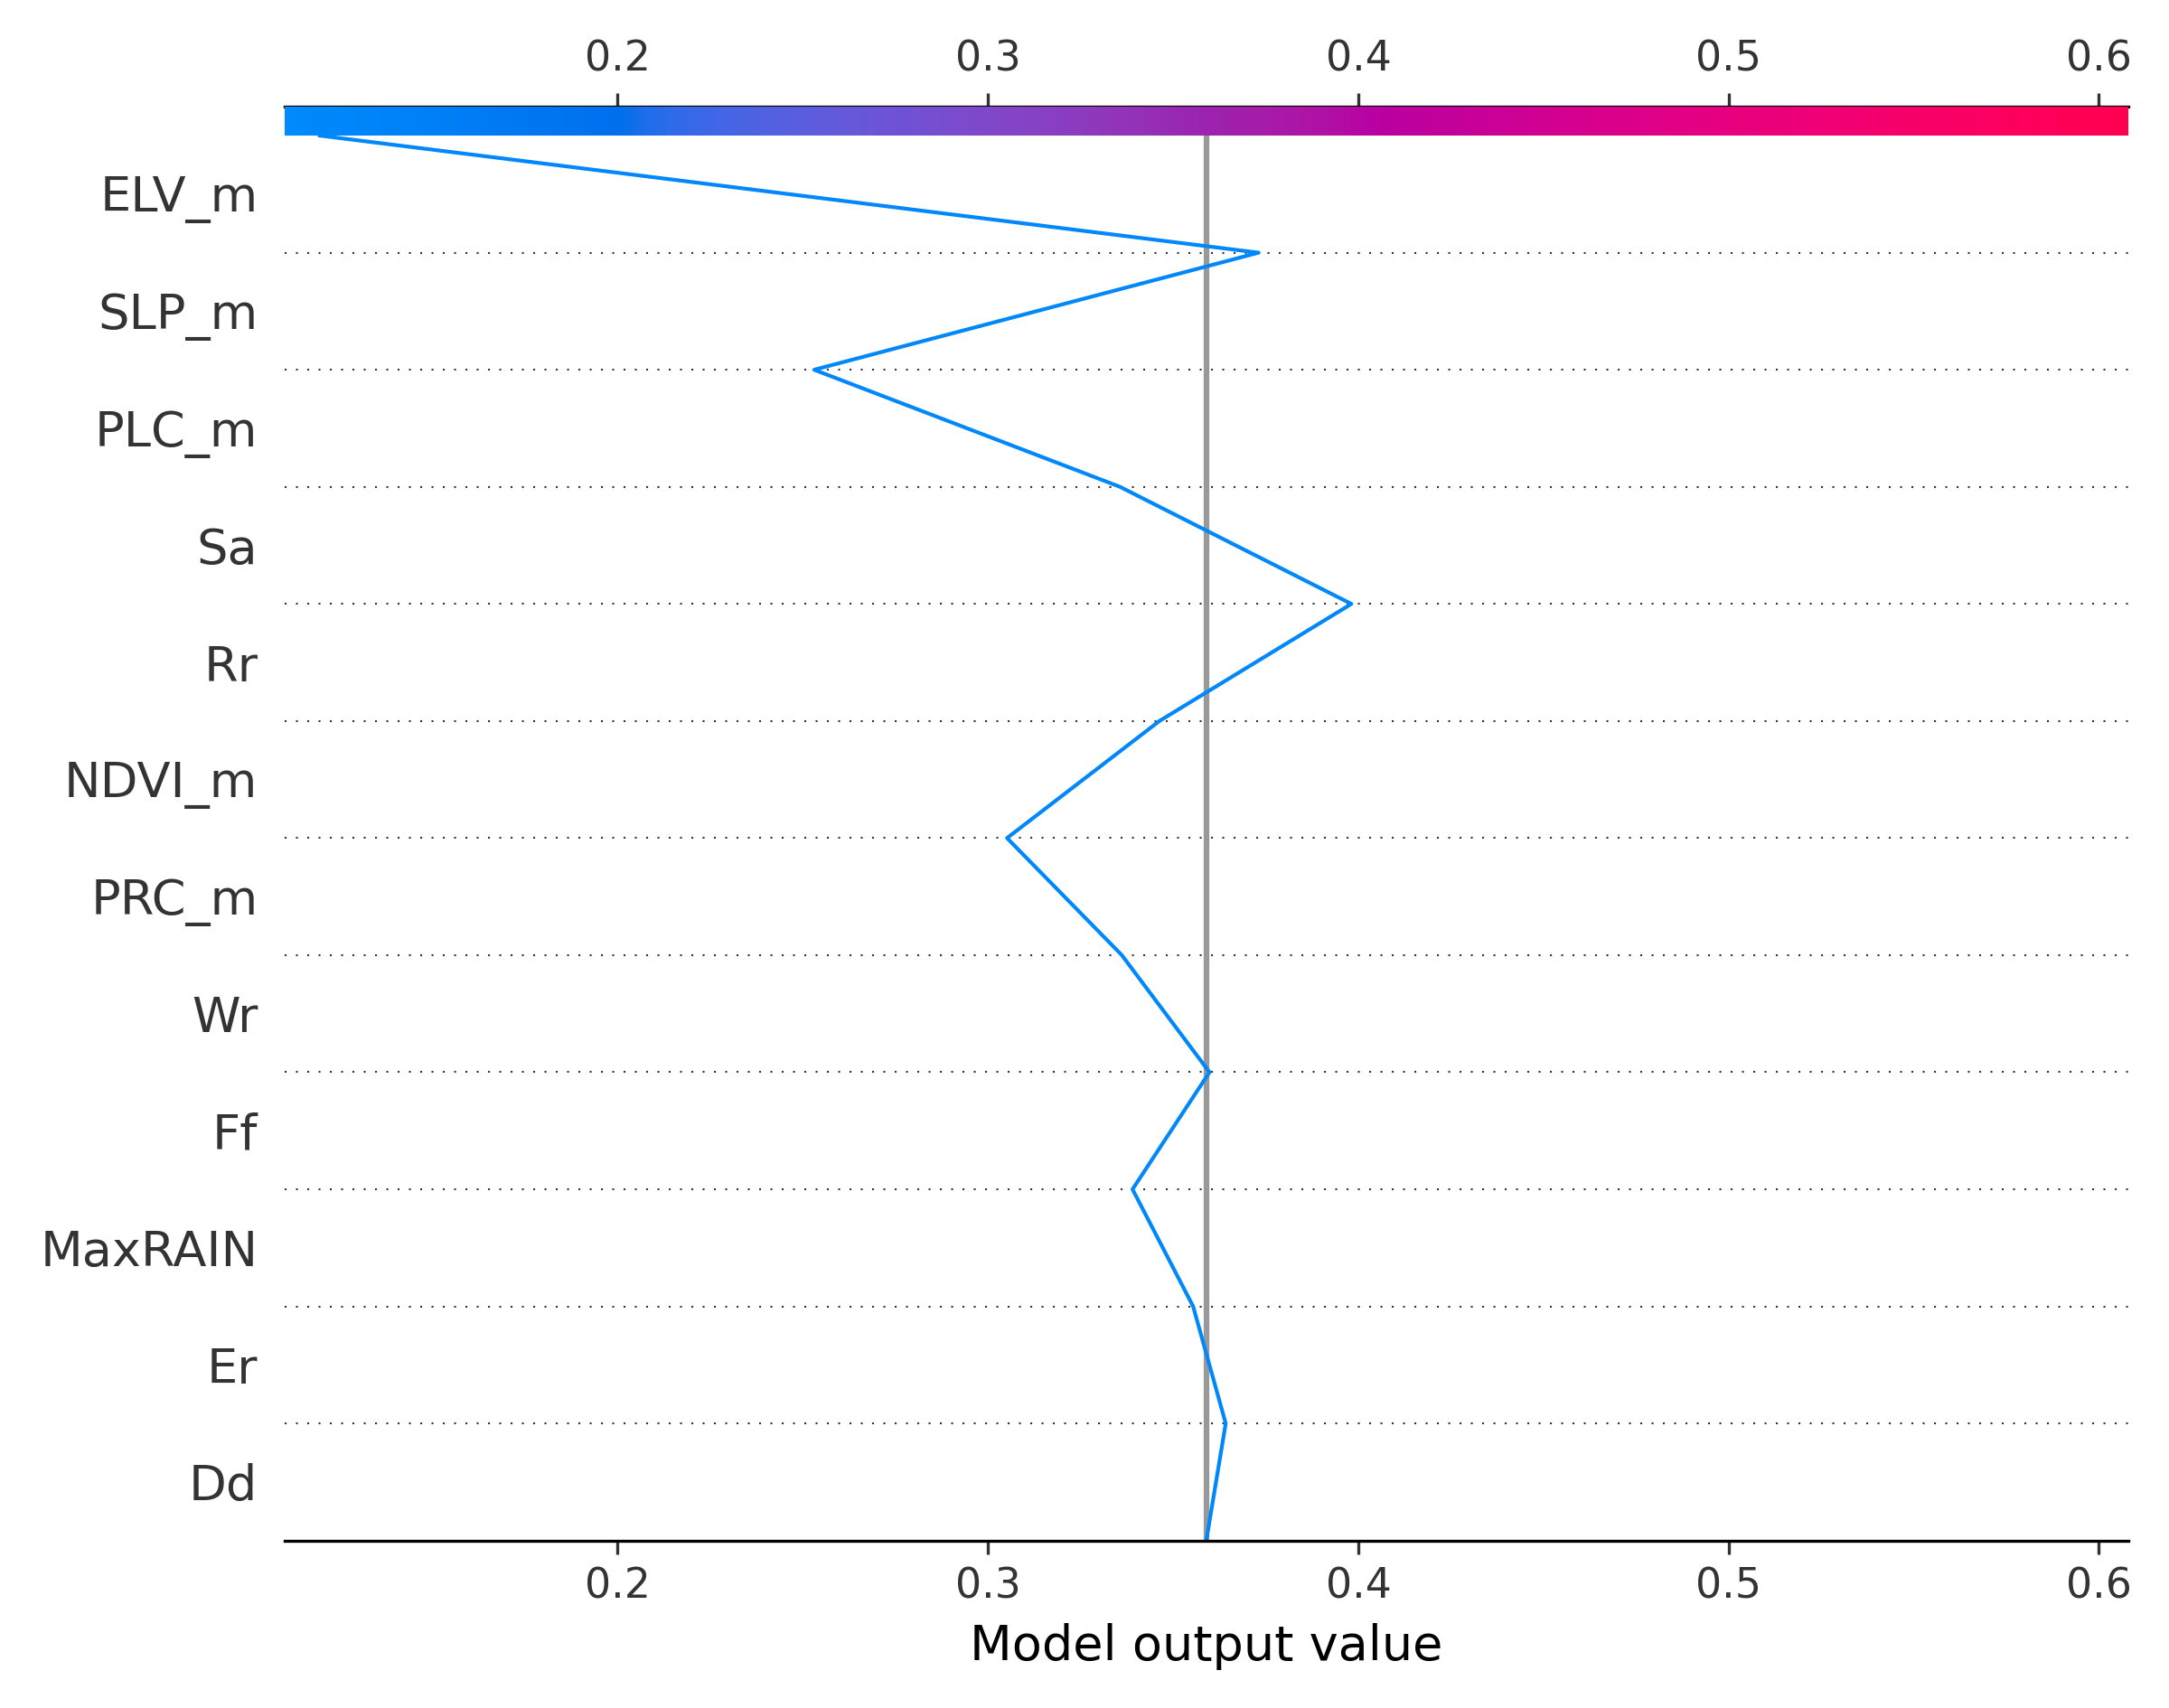 0.2 0.3 0.4 0.5 0.6
ELV_m
SLP_m
PLC_m
Sa
Rr
NDVI_m
PRC_m
Wr
Ff
MaxRAIN
Er
Dd
0.2 0.3 0.4 0.5 0.6
Model output value